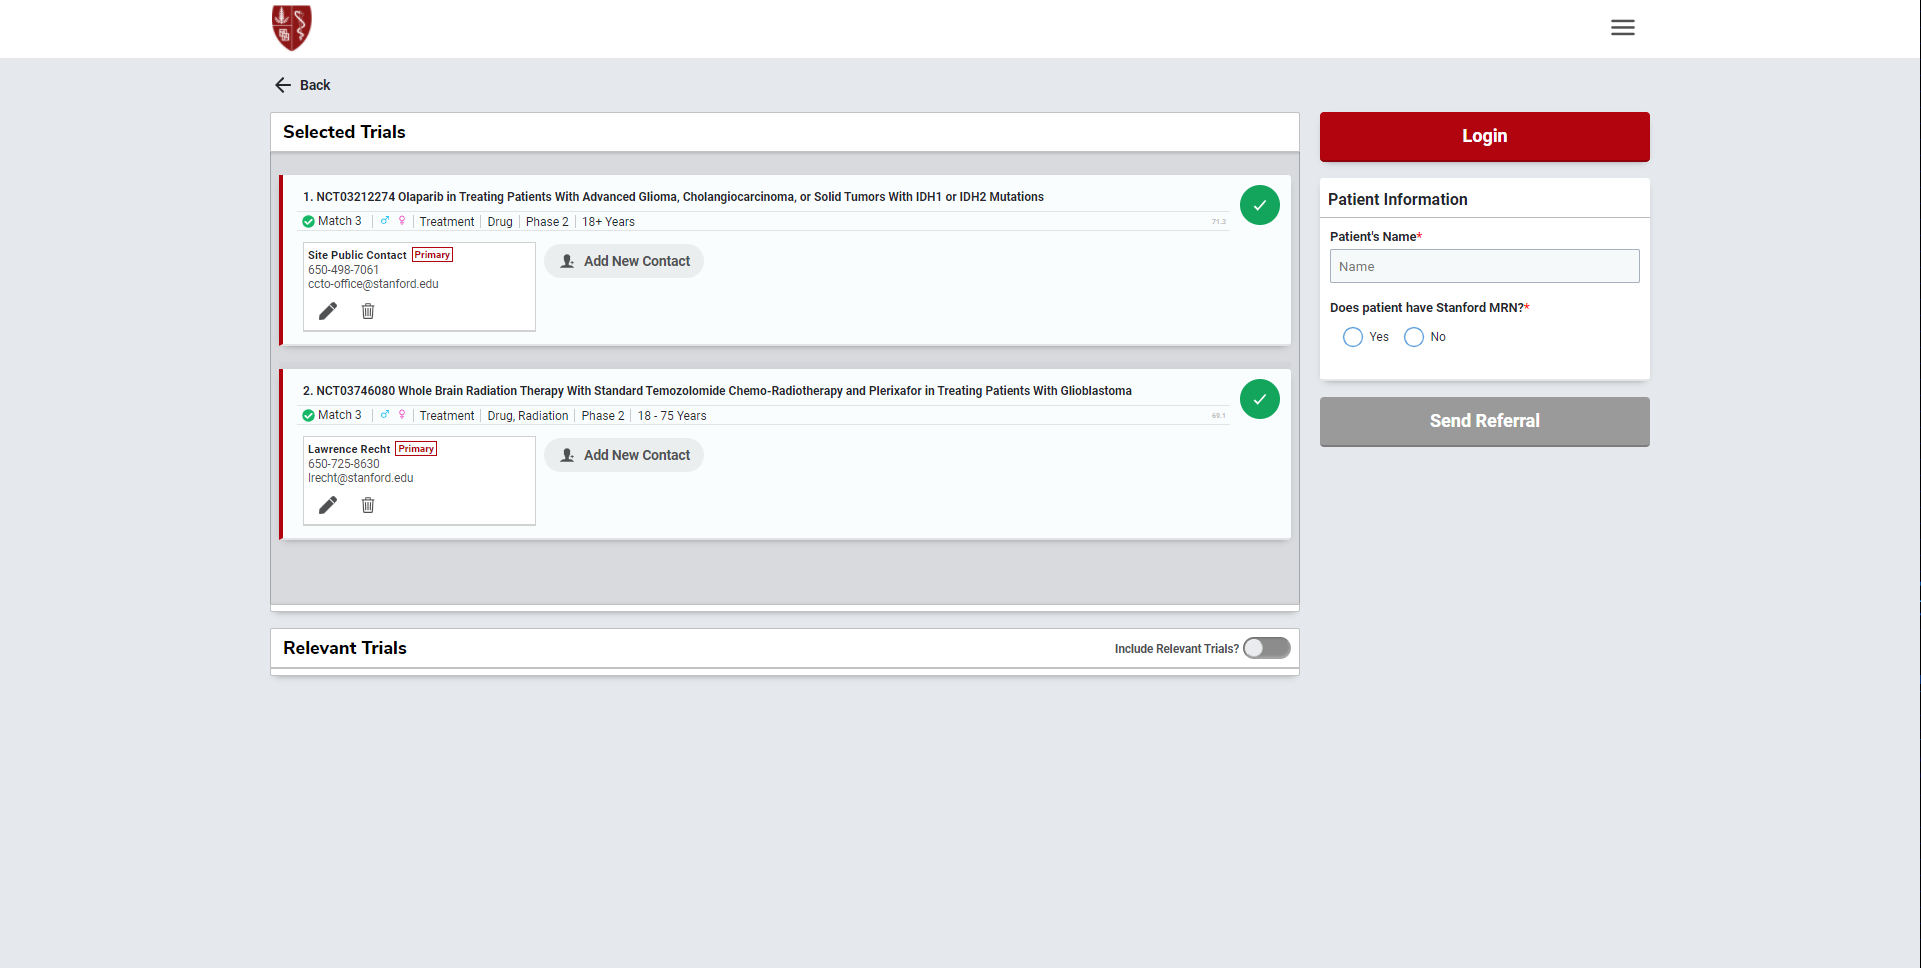 Back
Selected Trials
1. NCT03212274 Olaparib in Treating Patients With Advanced Glioma, Cholangiocarcinoma, or Solid Tumors With IDH1 or IDH2 Mutations
Match 3 Treatment Drug Phase 2 18+ Years 71.3
Site Public Contact Primary
650-498-7061
ccto-office@stanford.edu
Add New Contact
2. NCT03746080 Whole Brain Radiation Therapy With Standard Temozolomide Chemo-Radiotherapy and Plerixafor in Treating Patients With Glioblastoma
Match 3 Treatment Drug, Radiation Phase 2 18 - 75 Years 69.1
Lawrence Recht Primary
650-725-8630
lrecht@stanford.edu
Add New Contact
Relevant Trials
Include Relevant Trials?
Login
Patient Information
Patient's Name*
Name
Does patient have Stanford MRN?*
Yes No
Send Referral